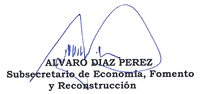 ALVARO DIAZ PEREZ
Subsecretario de Economía, Fomento
y Reconstrucción